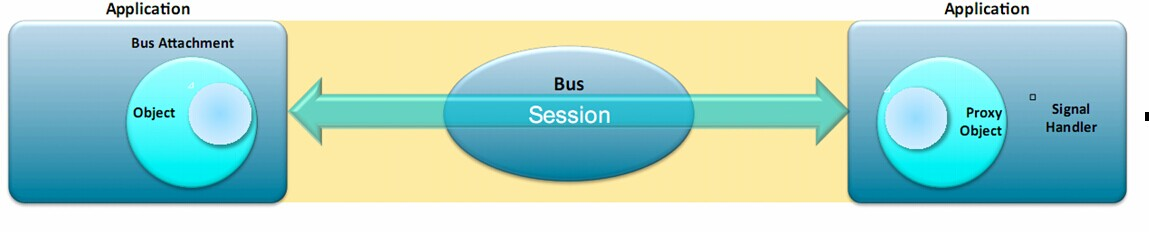 Application
Application
Bus Attachment
Object
Bus
Session
Proxy
Object
Signal
Handler